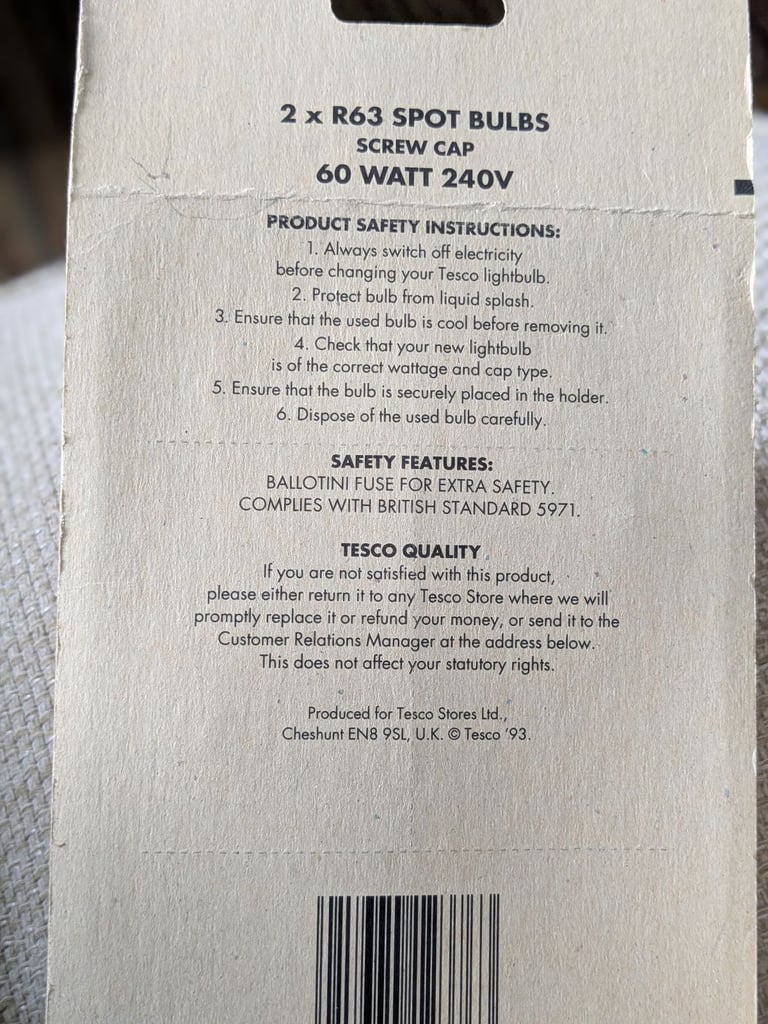 2 x R63 SPOT BULBS
SCREW CAP
60 WATT 240V
PRODUCT SAFETY INSTRUCTIONS:
1. Always switch off electricity
before changing your Tesco lightbulb.
2. Protect bulb from liquid splash.
3. Ensure that the used bulb is cool before removing it.
4. Check that your new lightbulb
is of the correct wattage and cap type.
5. Ensure that the bulb is securely placed in the holder.
6. Dispose of the used bulb carefully.
SAFETY FEATURES:
BALLOTINI FUSE FOR EXTRA SAFETY.
COMPLIES WITH BRITISH STANDARD 5971.
TESCO QUALITY
If you are not satisfied with this product,
please either return it to any Tesco Store where we will
promptly replace it or refund your money, or send it to the
Customer Relations Manager at the address below.
This does not affect your statutory rights.
Produced for Tesco Stores Ltd.,
Cheshunt EN8 9SL, U.K. © Tesco '93.